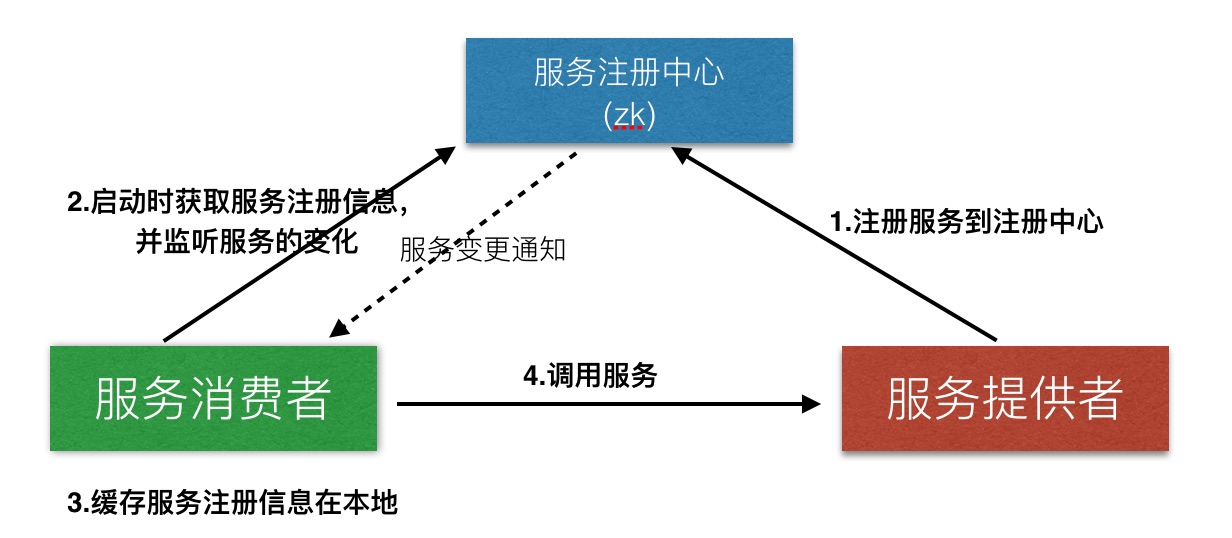 服务注册中心
(zk)
2.启动时获取服务注册信息，
并监听服务的变化
服务变更通知
1.注册服务到注册中心
服务消费者
4.调用服务
服务提供者
3.缓存服务注册信息在本地